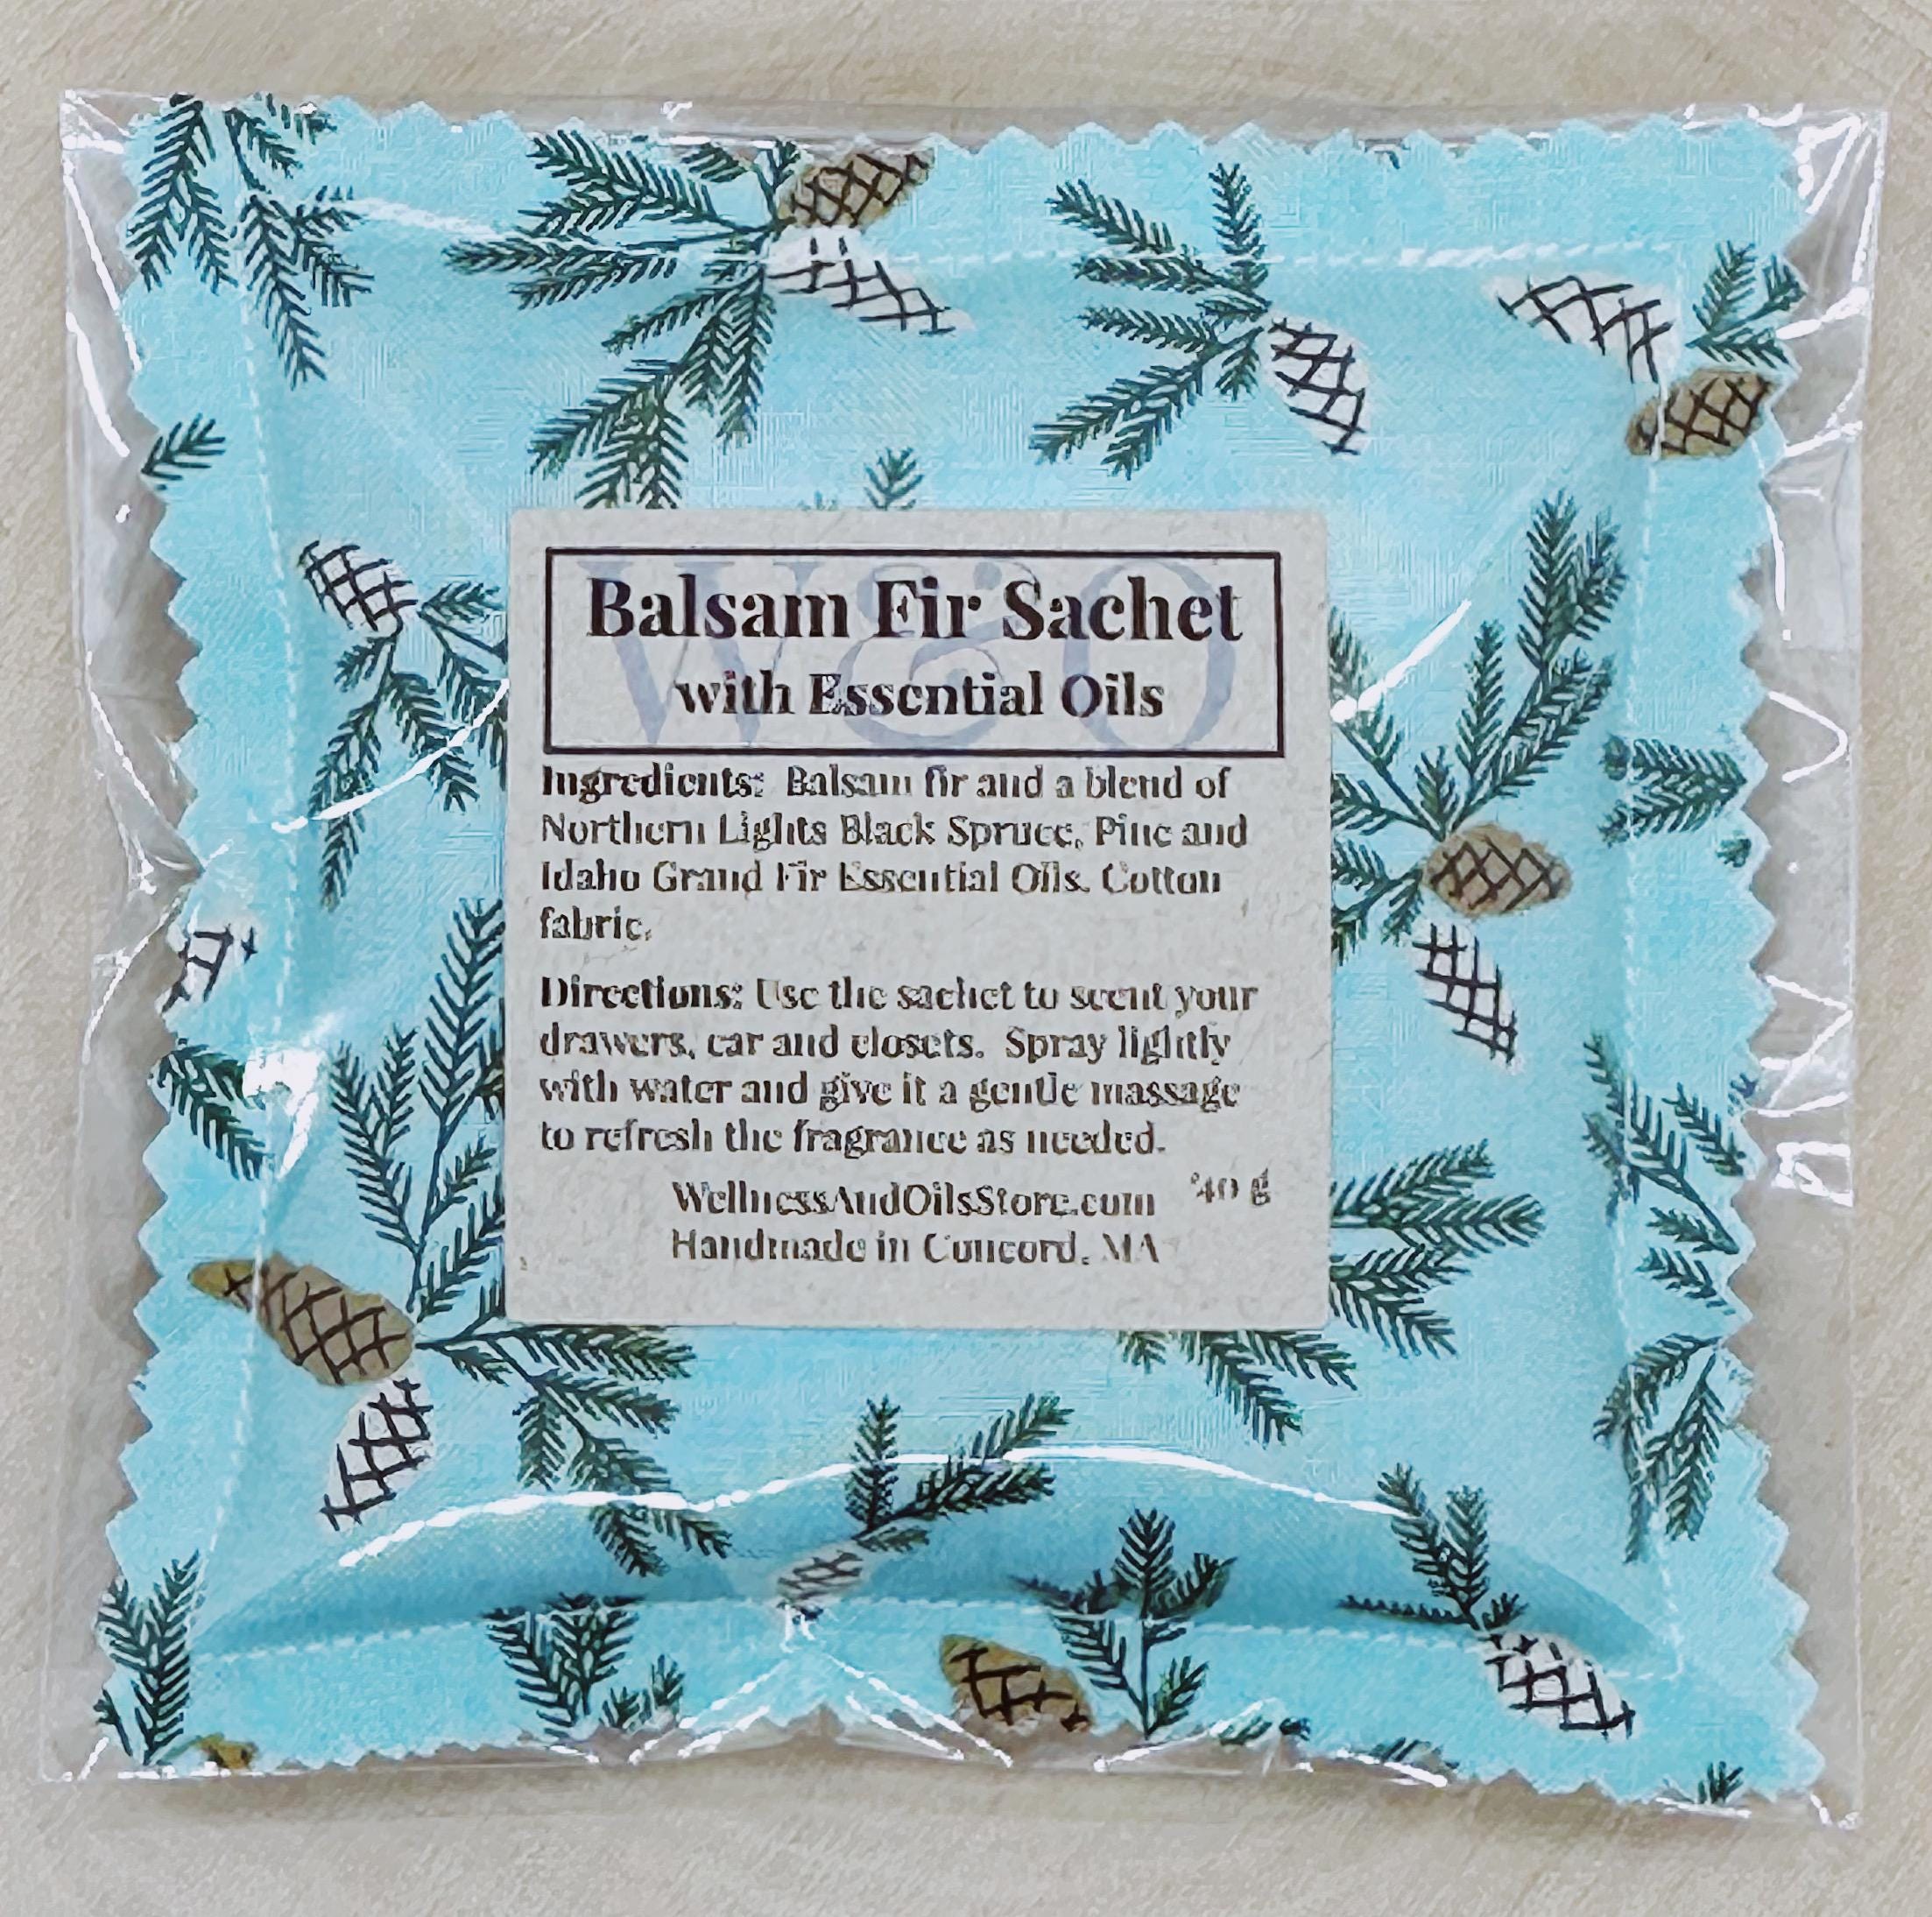 W&O
Balsam Fir Sachet
with Essential Oils
Ingredients: Balsam fir and a blend of
Northern Lights Black Spruce, Pine and
Idaho Grand Fir Essential Oils. Cotton
fabric.
Directions: Use the sachet to scent your
drawers, car and closets. Spray lightly
with water and give it a gentle massage
to refresh the fragrance as needed.
WellnessAndOilsStore.com 40 g
Handmade in Concord, MA